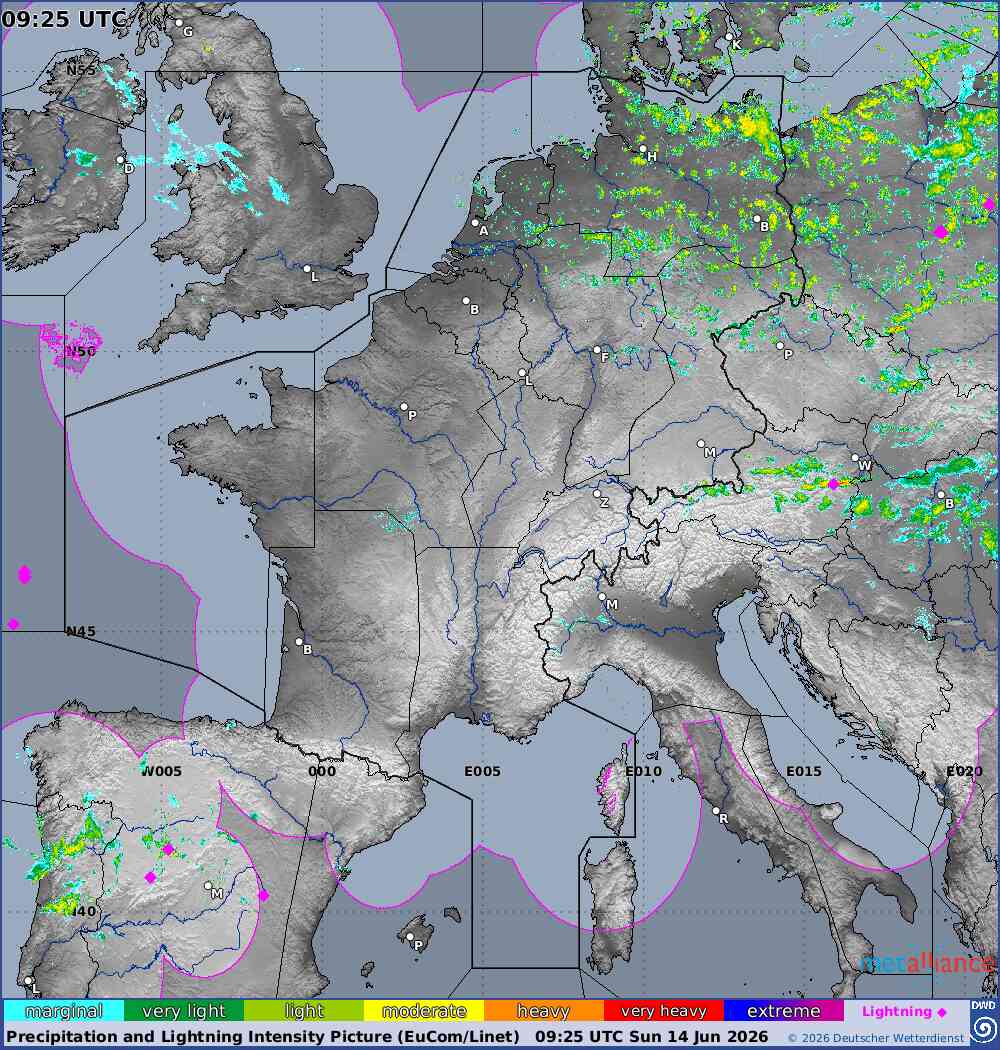 09:25 UTC
G
K
N55
H
D
A
B
L
B
N50
F
P
L
P
M
W
Z
B
M
N45
B
W005
000
E005
E010
E015
E020
R
M
N40
P
L
metalliance
marginal very light light moderate heavy very heavy extreme Lightning
DWD
Precipitation and Lightning Intensity Picture (EuCom/Linet) 09:25 UTC Sun 14 Jun 2026 © 2026 Deutscher Wetterdienst